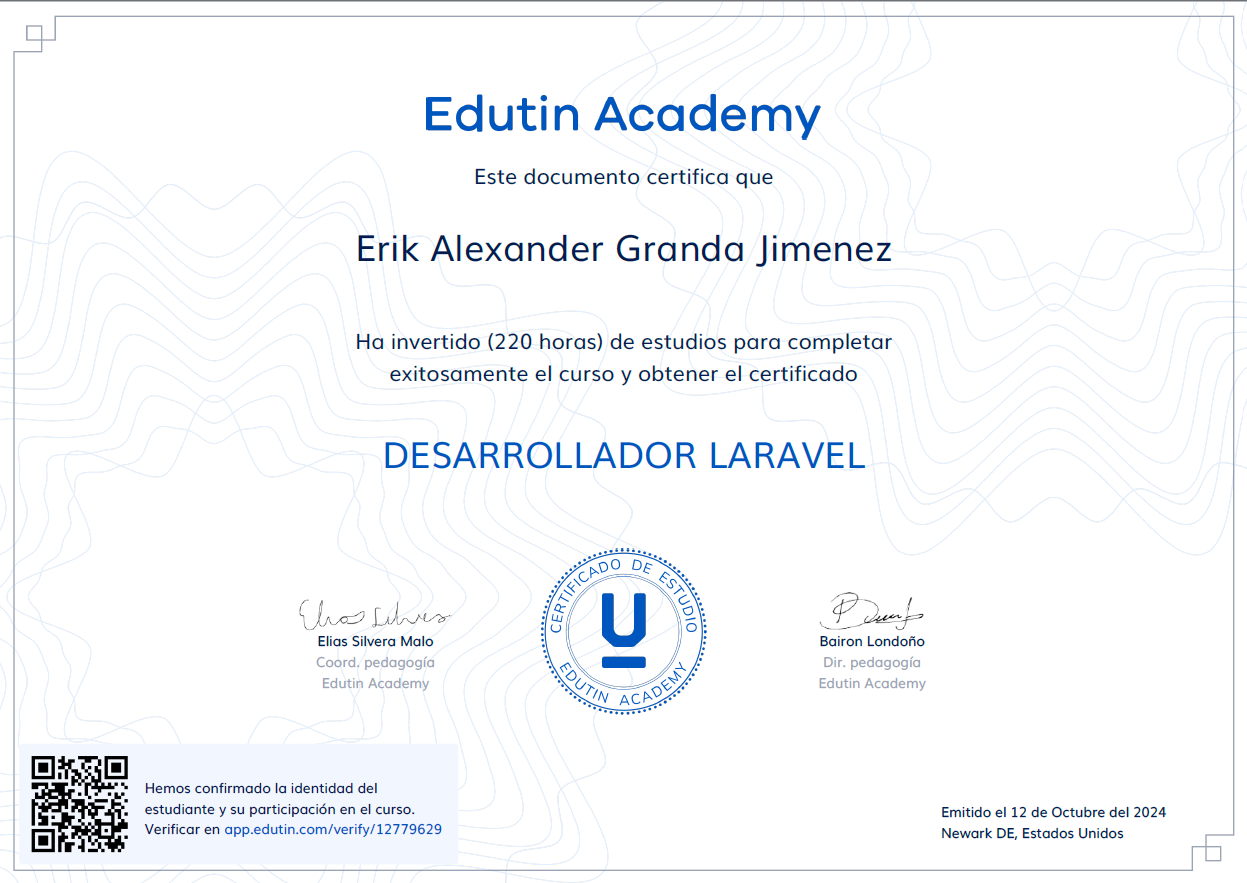 Edutin Academy
Este documento certifica que
Erik Alexander Granda Jimenez
Ha invertido (220 horas) de estudios para completar
exitosamente el curso y obtener el certificado
DESARROLLADOR LARAVEL
CERTIFICADO DE ESTUDIO
EDUTIN ACADEMY
Elias Silvera Malo
Coord. pedagogía
Edutin Academy
Bairon Londoño
Dir. pedagogía
Edutin Academy
Hemos confirmado la identidad del
estudiante y su participación en el curso.
Verificar en app.edutin.com/verify/12779629
Emitido el 12 de Octubre del 2024
Newark DE, Estados Unidos